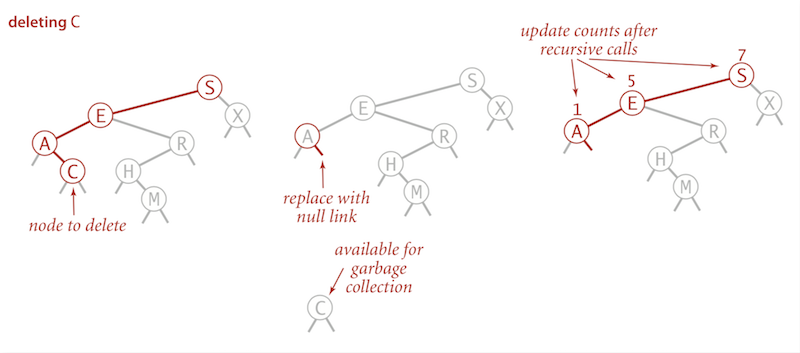 deleting C
S
E
X
A
R
C
H
M
node to delete
S
E
X
A
R
H
M
replace with
null link
available for
garbage
collection
C
update counts after
recursive calls
7
S
5
E
X
1
A
R
H
M